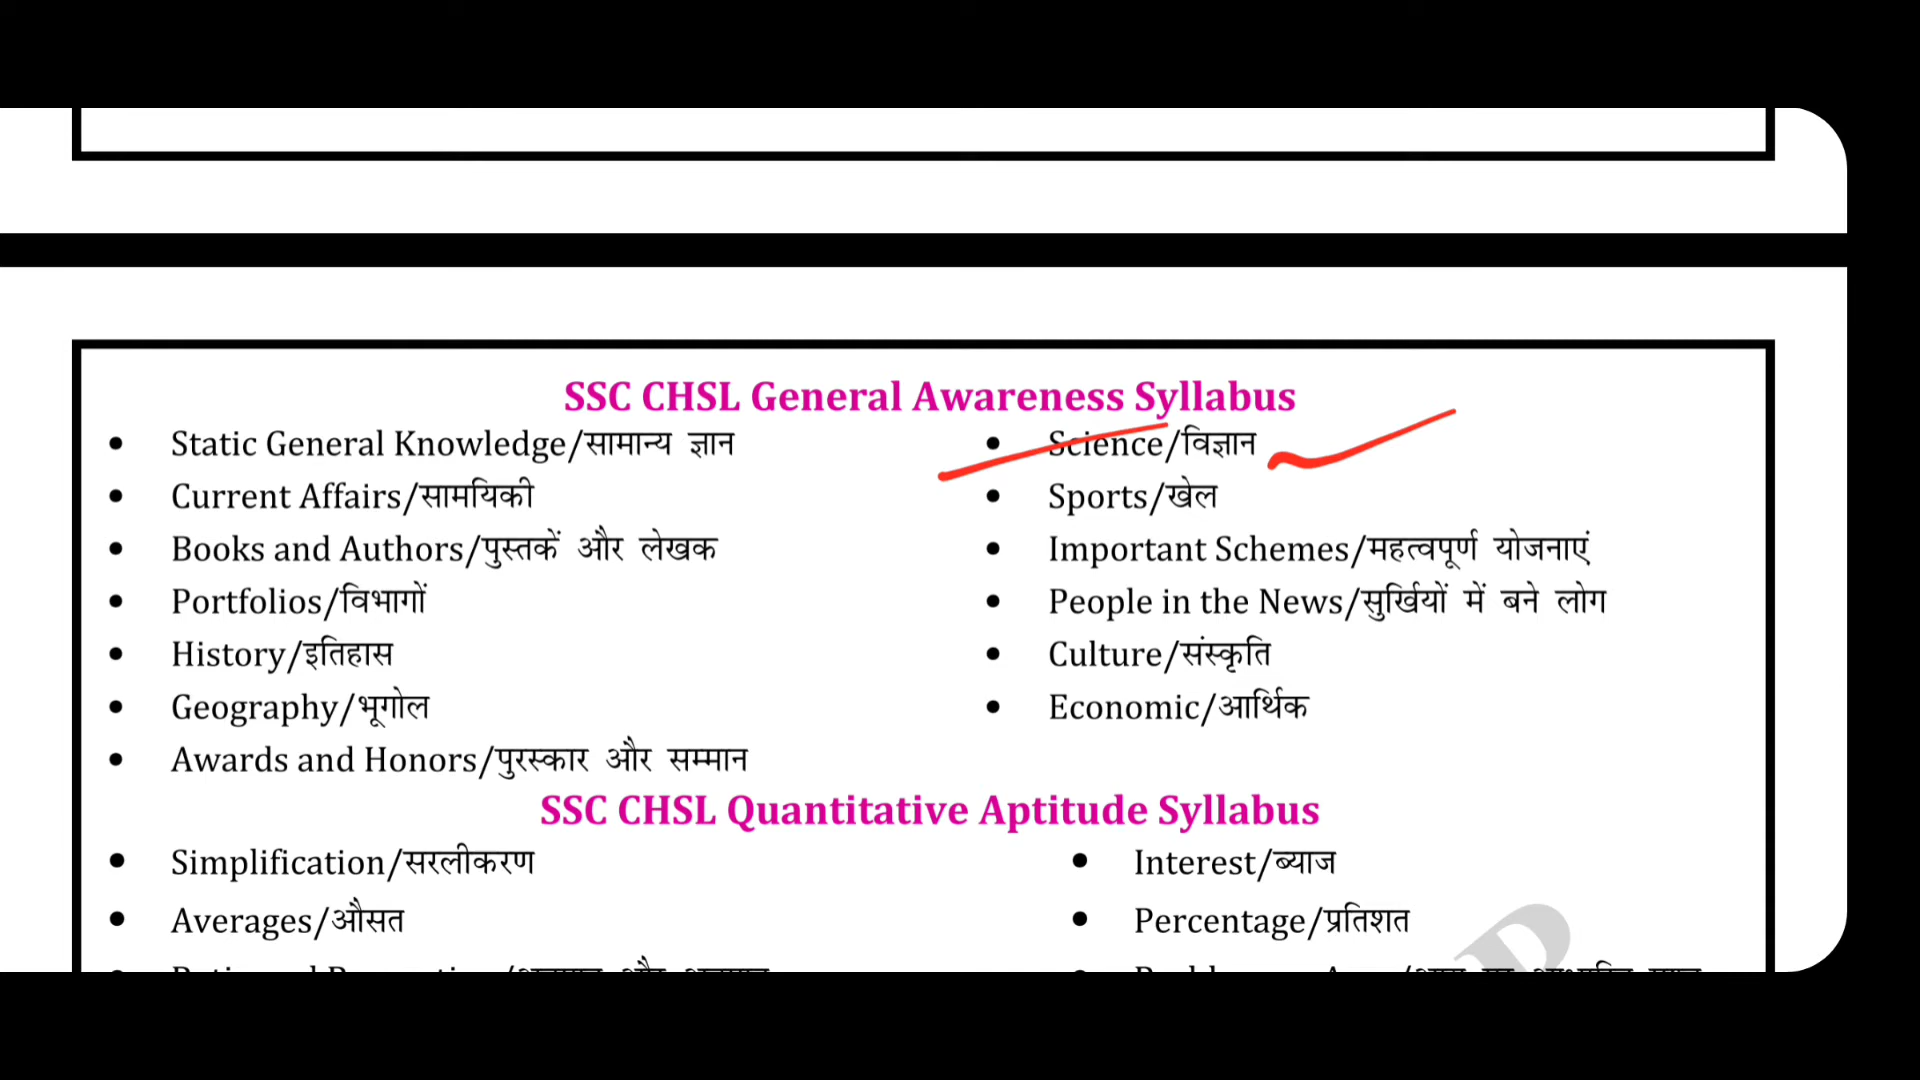 SSC CHSL General Awareness Syllabus
• Static General Knowledge/सामान्य ज्ञान
• Current Affairs/सामयिकी
• Books and Authors/पुस्तकें और लेखक
• Portfolios/विभागों
• History/इतिहास
• Geography/भूगोल
• Awards and Honors/पुरस्कार और सम्मान
• Science/विज्ञान
• Sports/खेल
• Important Schemes/महत्वपूर्ण योजनाएं
• People in the News/सुर्खियों में बने लोग
• Culture/संस्कृति
• Economic/आर्थिक
SSC CHSL Quantitative Aptitude Syllabus
• Simplification/सरलीकरण
• Averages/औसत
• Interest/ब्याज
• Percentage/प्रतिशत